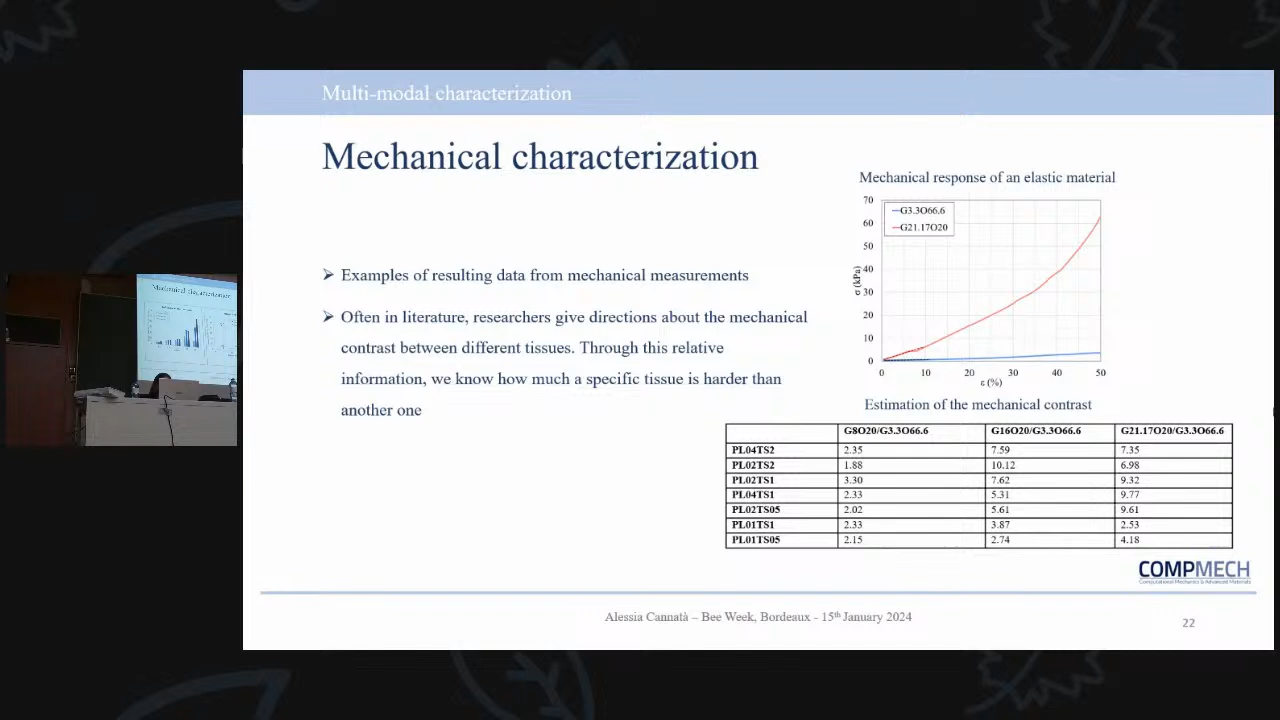 Multi-modal characterization
Mechanical characterization
➢ Examples of resulting data from mechanical measurements
➢ Often in literature, researchers give directions about the mechanical
contrast between different tissues. Through this relative
information, we know how much a specific tissue is harder than
another one
Mechanical response of an elastic material
G3.3O66.6
G21.17O20
70
60
50
40
30
20
10
0
σ (kPa)
0 10 20 30 40 50
ε (%)
Estimation of the mechanical contrast
G8O20/G3.3O66.6 G16O20/G3.3O66.6 G21.17O20/G3.3O66.6
PL04TS2 2.35 7.59 7.35
PL02TS2 1.88 10.12 6.98
PL02TS1 3.30 7.62 9.32
PL04TS1 2.33 5.31 9.77
PL02TS05 2.02 5.61 9.61
PL01TS1 2.33 3.87 2.53
PL01TS05 2.15 2.74 4.18
COMPMECH
Computational Mechanics & Advanced Materials
Alessia Cannatà – Bee Week, Bordeaux - 15th January 2024
22
Mechanical characterization